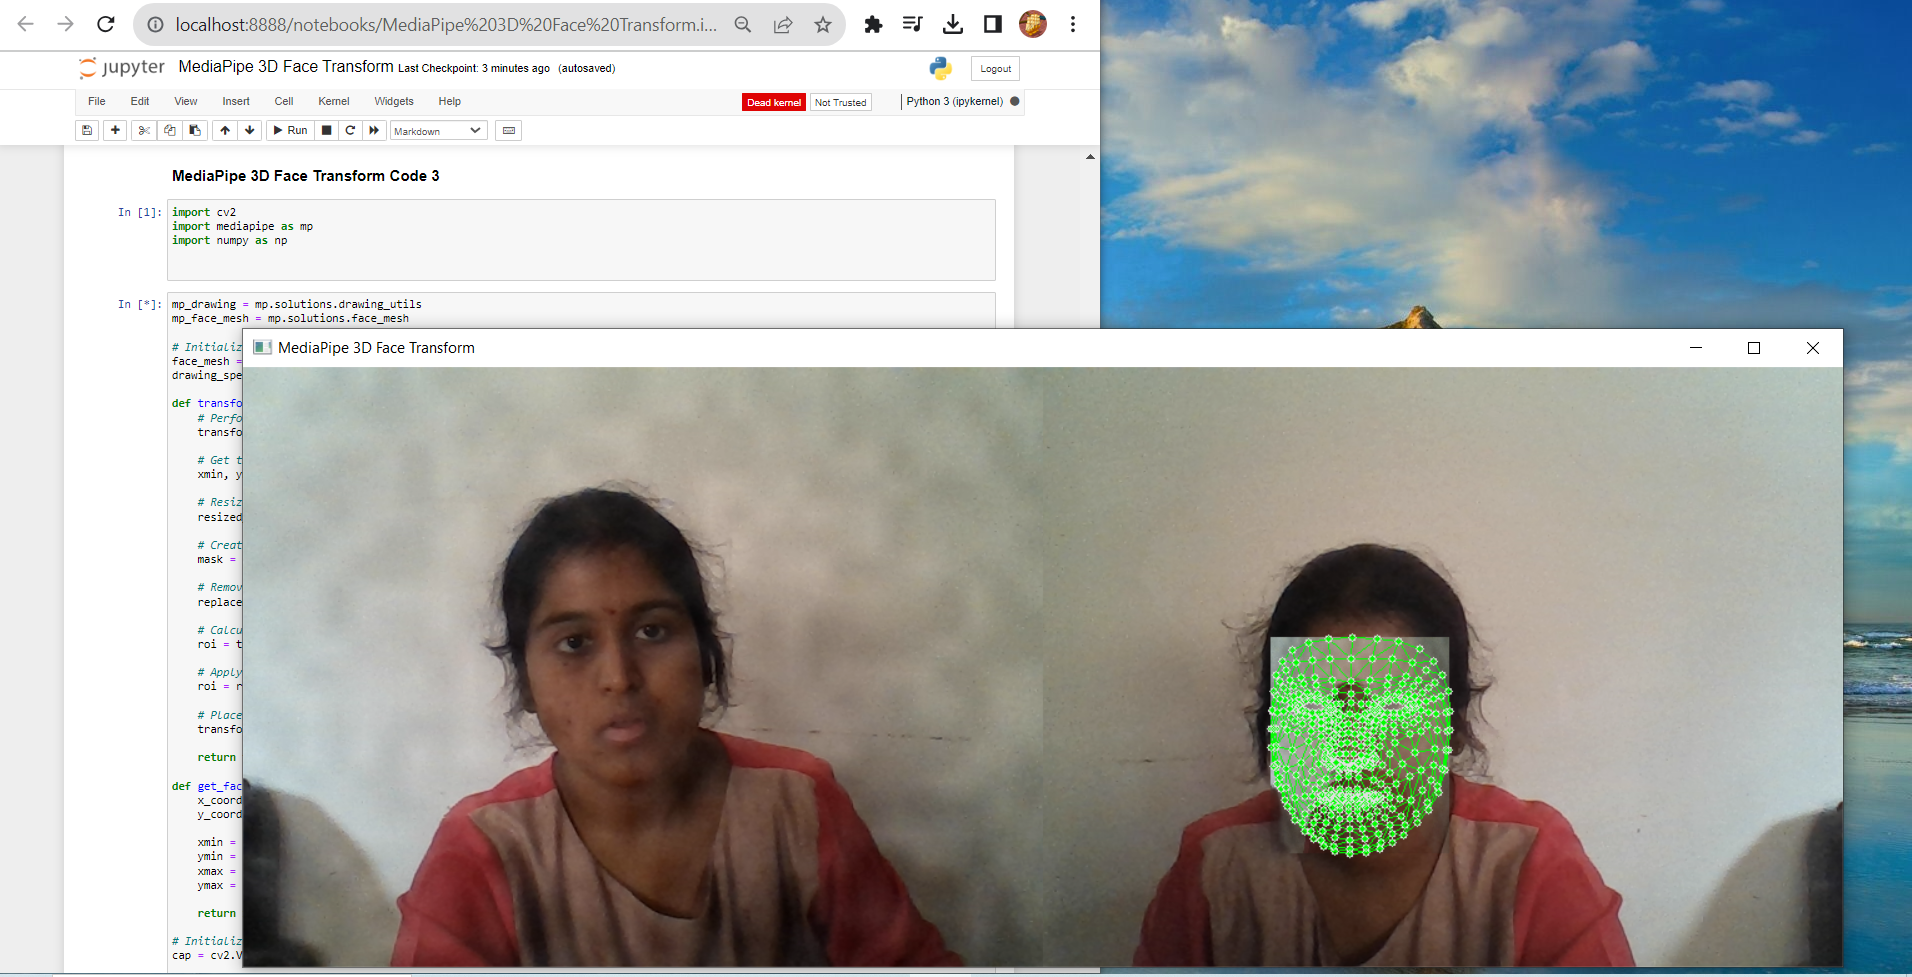 localhost:8888/notebooks/MediaPipe%203D%20Face%20Transform.i...
jupyter MediaPipe 3D Face Transform Last Checkpoint: 3 minutes ago (autosaved)
Logout
File Edit View Insert Cell Kernel Widgets Help
Dead kernel Not Trusted Python 3 (ipykernel)
Run Markdown
MediaPipe 3D Face Transform Code 3
In [1]: import cv2
import mediapipe as mp
import numpy as np
In [*]: mp_drawing = mp.solutions.drawing_utils
mp_face_mesh = mp.solutions.face_mesh
# Initializ
face_mesh =
drawing_spe
def transfo
# Perfo
transfo
# Get t
xmin, y
# Resiz
resized
# Creat
mask =
# Remov
replace
# Calcu
roi = t
# Apply
roi = r
# Place
transfo
return
def get_fac
x_coord
y_coord
xmin =
ymin =
xmax =
ymax =
return
# Initializ
cap = cv2.V
MediaPipe 3D Face Transform